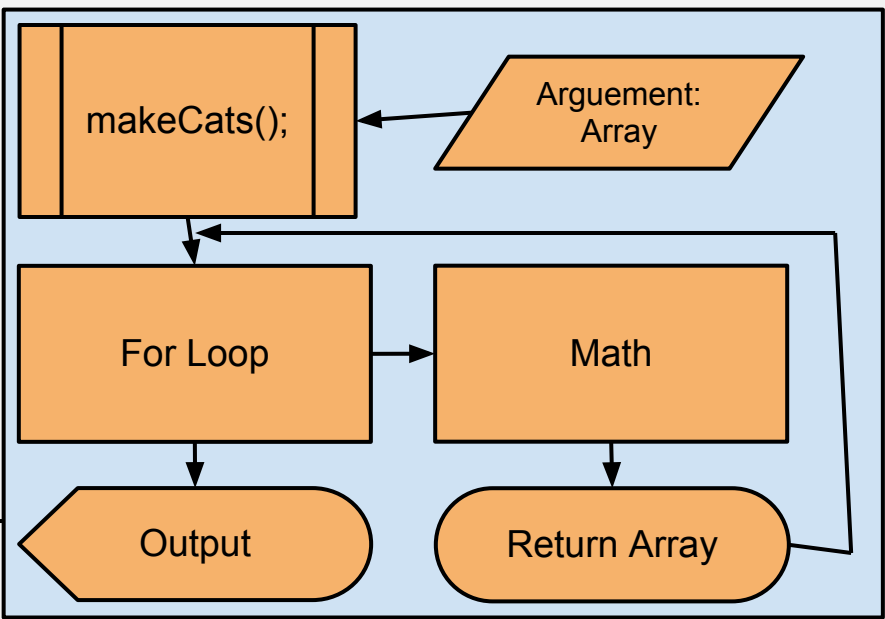 makeCats();
Arguement:
Array
For Loop
Math
Output
Return Array